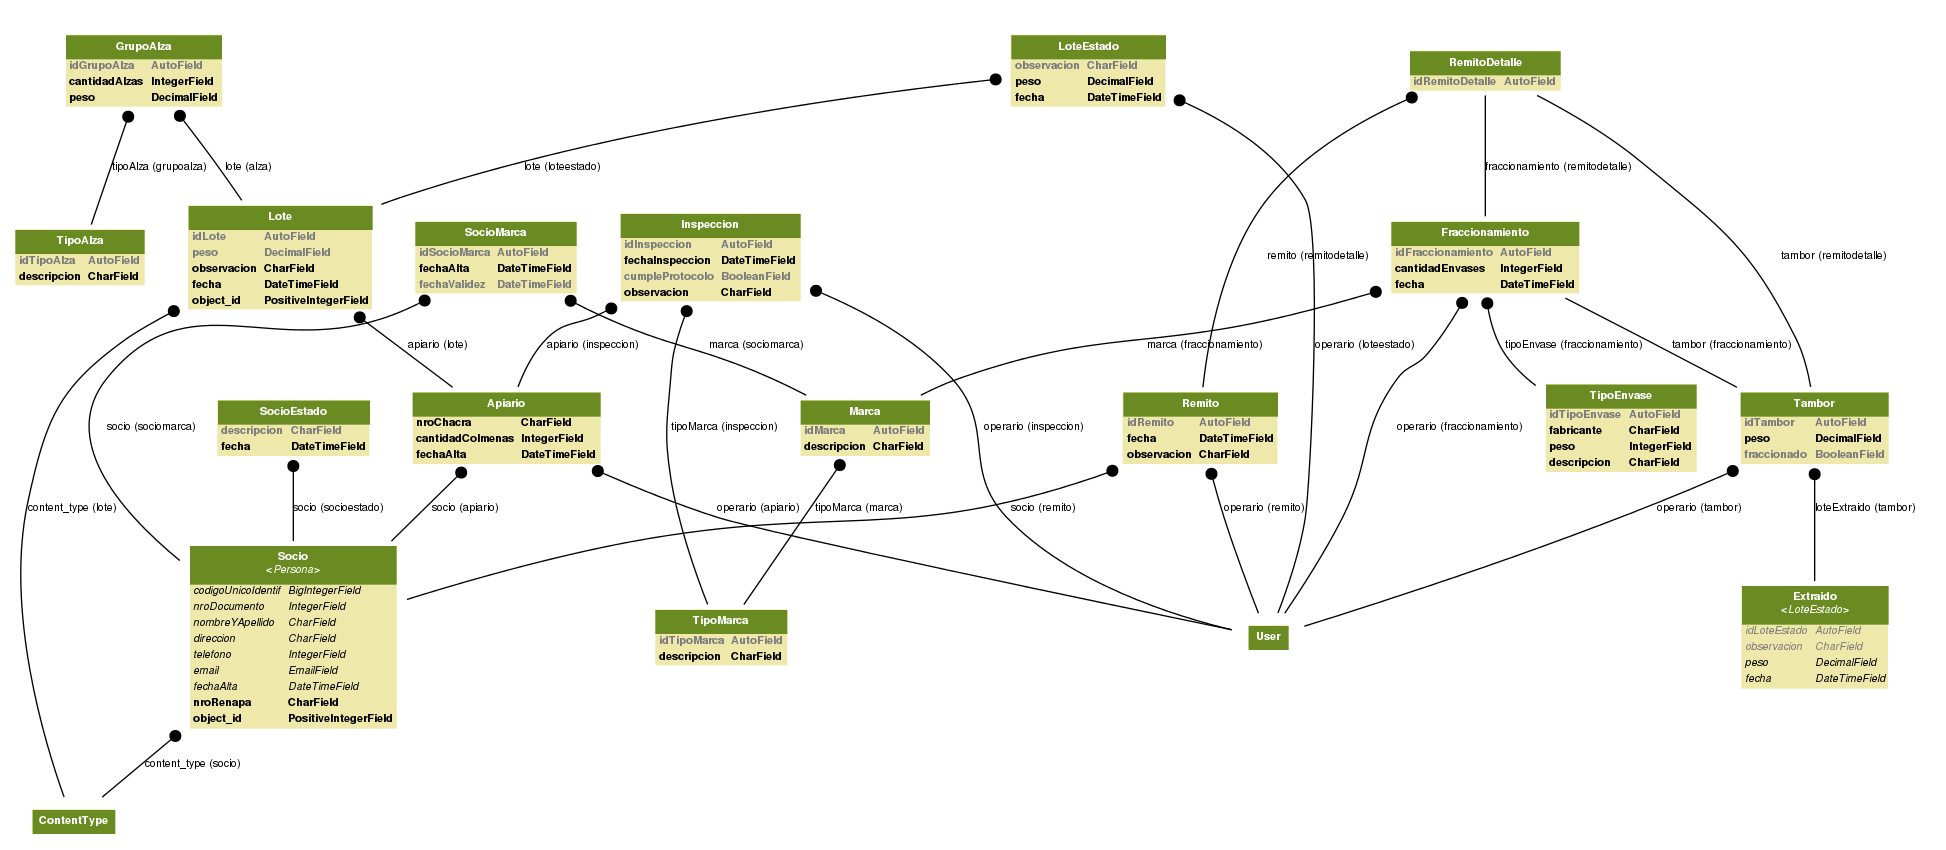 GrupoAlza
idGrupoAlza AutoField
cantidadAlzas IntegerField
peso DecimalField
LoteEstado
observacion CharField
peso DecimalField
fecha DateTimeField
RemitoDetalle
idRemitoDetalle AutoField
tipoAlza (grupoalza)
lote (alza)
lote (loteestado)
fraccionamiento (remitodetalle)
TipoAlza
idTipoAlza AutoField
descripcion CharField
Lote
idLote AutoField
peso DecimalField
observacion CharField
fecha DateTimeField
object_id PositiveIntegerField
SocioMarca
idSocioMarca AutoField
fechaAlta DateTimeField
fechaValidez DateTimeField
Inspeccion
idInspeccion AutoField
fechaInspeccion DateTimeField
cumpleProtocolo BooleanField
observacion CharField
remito (remitodetalle)
Fraccionamiento
idFraccionamiento AutoField
cantidadEnvases IntegerField
fecha DateTimeField
tambor (remitodetalle)
apiario (lote)
apiario (inspeccion)
marca (sociomarca)
marca (fraccionamiento)
operario (loteestado)
tipoEnvase (fraccionamiento)
tambor (fraccionamiento)
socio (sociomarca)
SocioEstado
descripcion CharField
fecha DateTimeField
Apiario
nroChacra CharField
cantidadColmenas IntegerField
fechaAlta DateTimeField
tipoMarca (inspeccion)
Marca
idMarca AutoField
descripcion CharField
operario (inspeccion)
Remito
idRemito AutoField
fecha DateTimeField
observacion CharField
operario (fraccionamiento)
TipoEnvase
idTipoEnvase AutoField
fabricante CharField
peso IntegerField
descripcion CharField
Tambor
idTambor AutoField
peso DecimalField
fraccionado BooleanField
content_type (lote)
socio (socioestado)
socio (apiario)
operario (apiario)
tipoMarca (marca)
socio (remito)
operario (remito)
operario (tambor)
loteExtraido (tambor)
Socio
<Persona>
codigoUnicoIdentif BigIntegerField
nroDocumento IntegerField
nombreYApellido CharField
direccion CharField
telefono IntegerField
email EmailField
fechaAlta DateTimeField
nroRenapa CharField
object_id PositiveIntegerField
TipoMarca
idTipoMarca AutoField
descripcion CharField
User
Extraido
<LoteEstado>
idLoteEstado AutoField
observacion CharField
peso DecimalField
fecha DateTimeField
content_type (socio)
ContentType